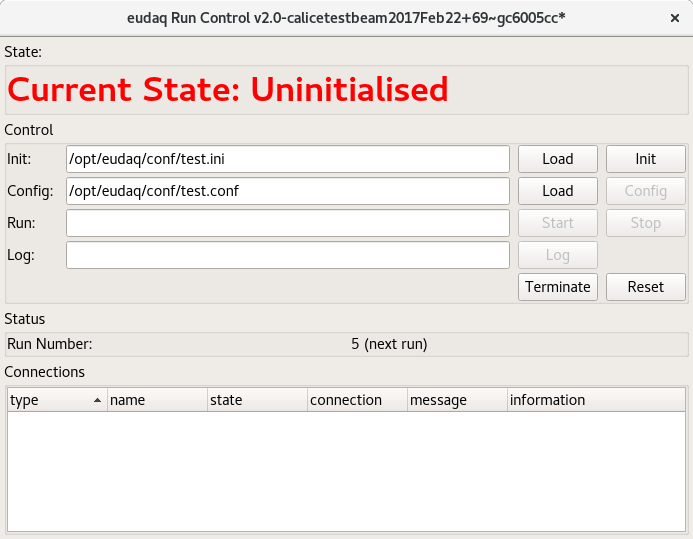 eudaq Run Control v2.0-calicetestbeam2017Feb22+69~gc6005cc*
State:
Current State: Uninitialised
Control
Init: /opt/eudaq/conf/test.ini Load Init
Config: /opt/eudaq/conf/test.conf Load Config
Run: Start Stop
Log: Log
Terminate Reset
Status
Run Number: 5 (next run)
Connections
type name state connection message information